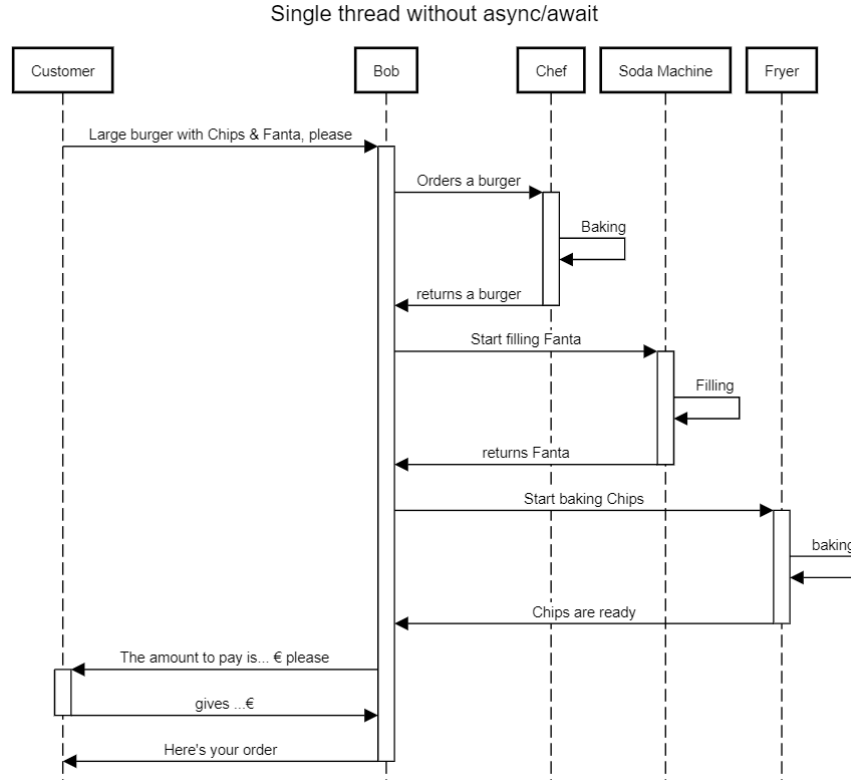 Single thread without async/await
Customer
Bob
Chef
Soda Machine
Fryer
Large burger with Chips & Fanta, please
Orders a burger
Baking
returns a burger
Start filling Fanta
Filling
returns Fanta
Start baking Chips
baking
Chips are ready
The amount to pay is... € please
gives ...€
Here's your order